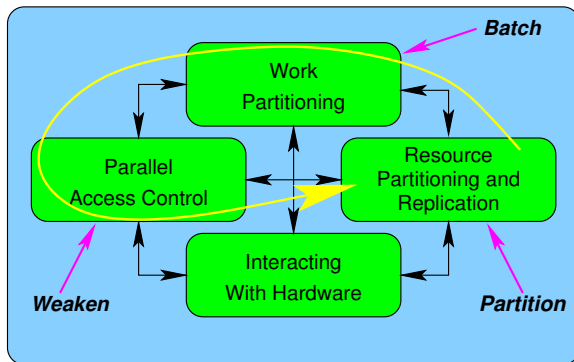 Batch
Work
Partitioning
Parallel
Access Control
Resource
Partitioning and
Replication
Interacting
With Hardware
Weaken
Partition